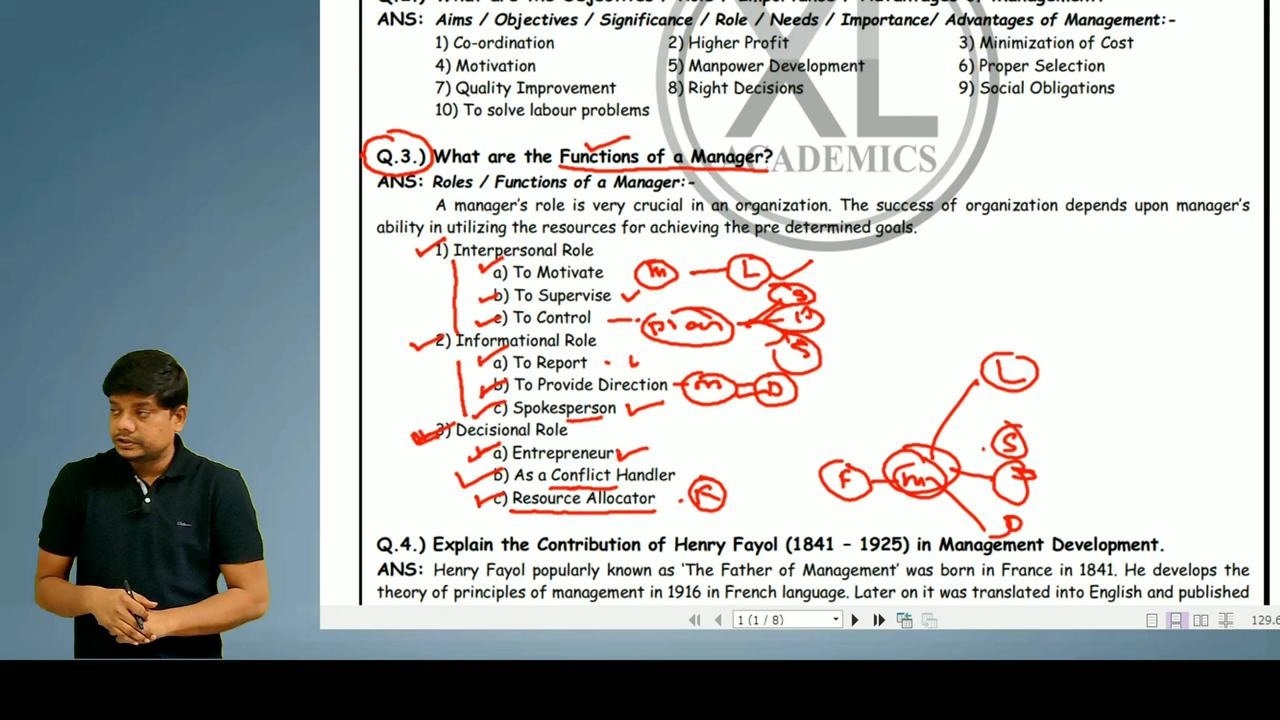 ANS: Aims / Objectives / Significance / Role / Needs / Importance/ Advantages of Management:-
1) Co-ordination 2) Higher Profit 3) Minimization of Cost
4) Motivation 5) Manpower Development 6) Proper Selection
7) Quality Improvement 8) Right Decisions 9) Social Obligations
10) To solve labour problems
XL
ACADEMICS
Q.3.) What are the Functions of a Manager?
ANS: Roles / Functions of a Manager:-
A manager's role is very crucial in an organization. The success of organization depends upon manager's
ability in utilizing the resources for achieving the pre determined goals.
1) Interpersonal Role
a) To Motivate m L
b) To Supervise
c) To Control plan
2) Informational Role
a) To Report
b) To Provide Direction m D
c) Spokesperson
3) Decisional Role
a) Entrepreneur
b) As a Conflict Handler
c) Resource Allocator R
L
S
F m
D
Q.4.) Explain the Contribution of Henry Fayol (1841 – 1925) in Management Development.
ANS: Henry Fayol popularly known as 'The Father of Management' was born in France in 1841. He develops the
theory of principles of management in 1916 in French language. Later on it was translated into English and published
1 (1 / 8)
129.6